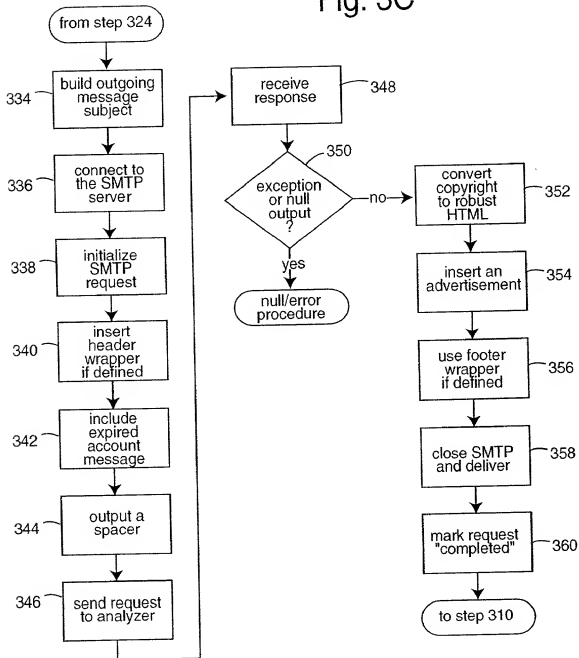 Fig. 3C
from step 324
334
build outgoing
message
subject
336
connect to
the SMTP
server
338
initialize
SMTP
request
340
insert
header
wrapper
if defined
342
include
expired
account
message
344
output a
spacer
346
send request
to analyzer
receive
response
348
350
exception
or null
output
?
no
yes
null/error
procedure
convert
copyright
to robust
HTML
352
insert an
advertisement
354
use footer
wrapper
if defined
356
close SMTP
and deliver
358
mark request
"completed"
360
to step 310